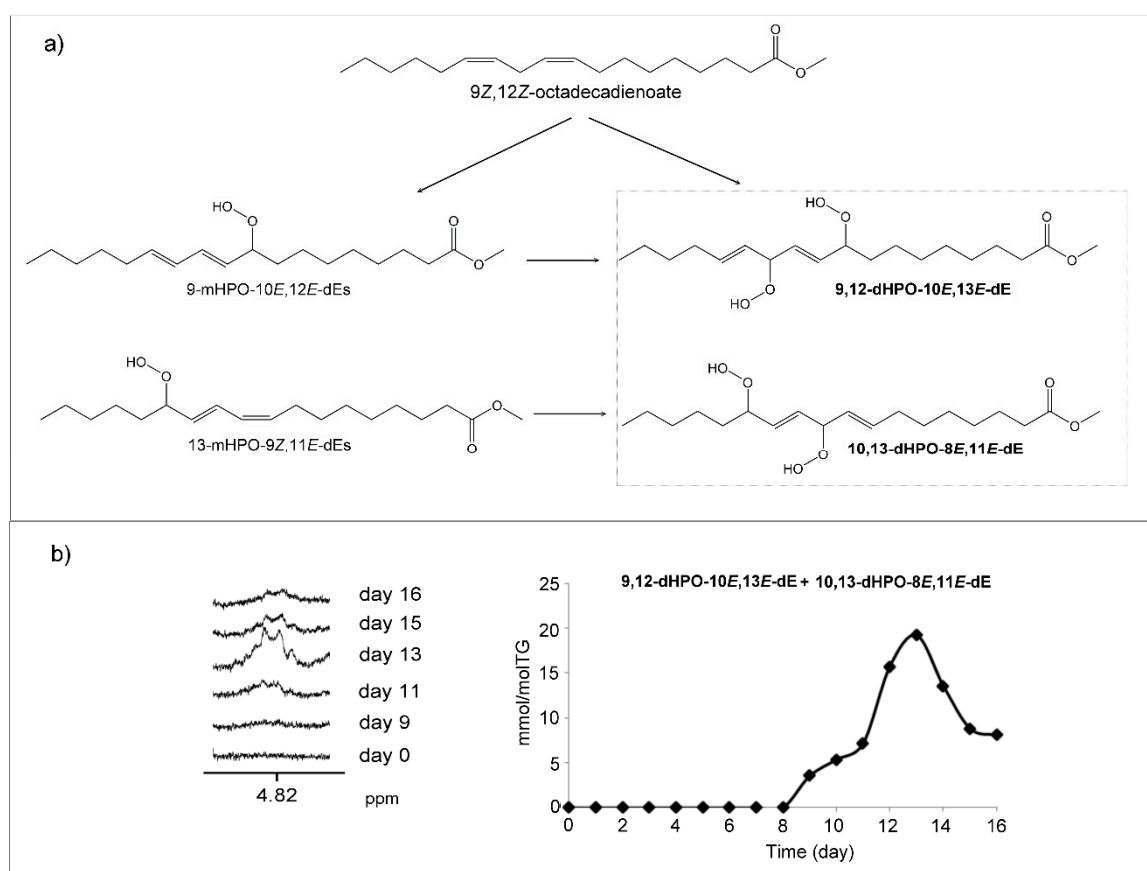 a)
O
O
9Z,12Z-octadecadienoate
HO
O
O
O
9-mHPO-10E,12E-dEs
HO
O
O
O
O
HO
9,12-dHPO-10E,13E-dE
HO
O
O
O
13-mHPO-9Z,11E-dEs
HO
O
O
O
O
HO
10,13-dHPO-8E,11E-dE
b)
day 16
day 15
day 13
day 11
day 9
day 0
4.82 ppm
9,12-dHPO-10E,13E-dE + 10,13-dHPO-8E,11E-dE
mmol/molTG
25
20
15
10
5
0
0 2 4 6 8 10 12 14 16
Time (day)